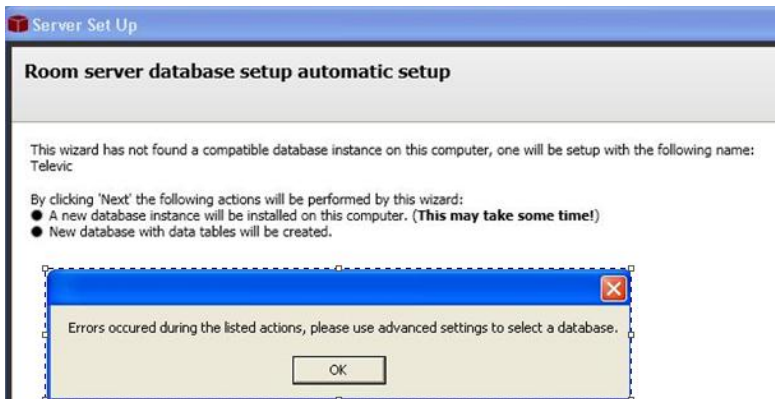 Server Set Up
Room server database setup automatic setup
This wizard has not found a compatible database instance on this computer, one will be setup with the following name:
Televic
By clicking 'Next' the following actions will be performed by this wizard:
● A new database instance will be installed on this computer. (This may take some time!)
● New database with data tables will be created.
Errors occured during the listed actions, please use advanced settings to select a database.
OK